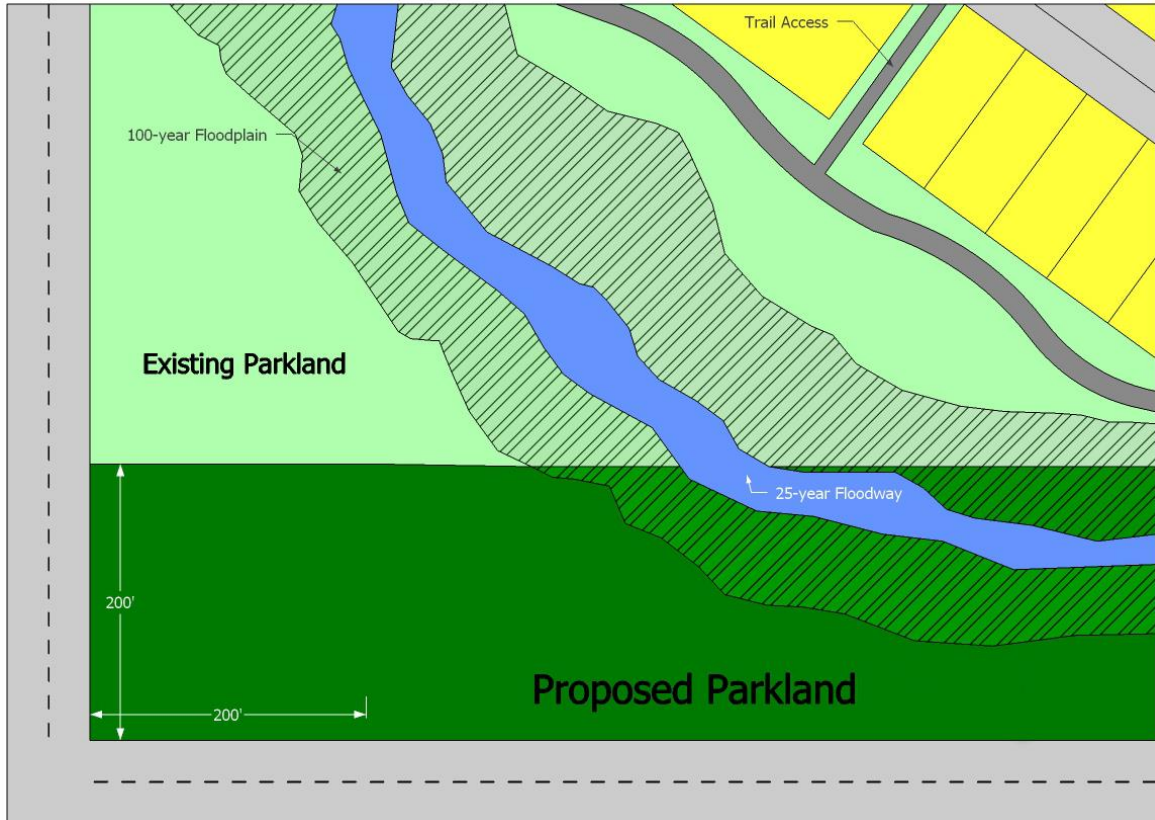 Trail Access
100-year Floodplain
Existing Parkland
25-year Floodway
200'
Proposed Parkland
200'